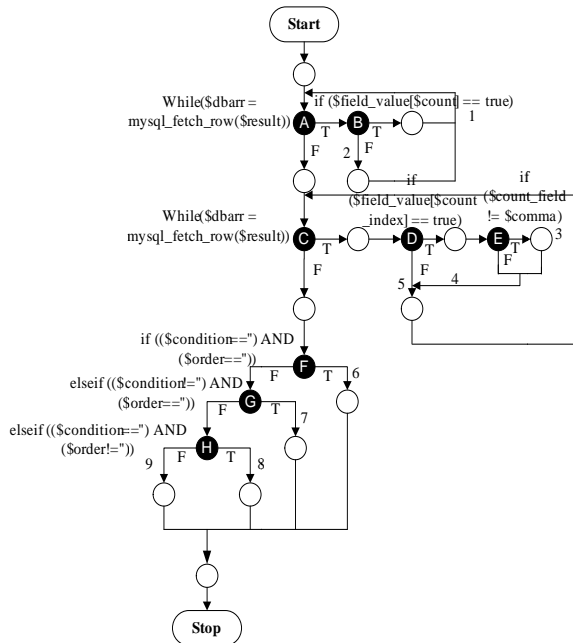 Start
While($dbarr =
mysql_fetch_row($result))
if ($field_value[$count] == true)
A
T
B
T
1
F
2
F
if
($field_value[$count
_index] == true)
if
($count_field
!= $comma)
While($dbarr =
mysql_fetch_row($result))
C
T
D
T
E
T
3
F
F
F
5
4
if (($condition=='') AND
($order==''))
F
F
T
6
elseif (($condition!='') AND
($order==''))
G
F
T
7
elseif (($condition=='') AND
($order!=''))
H
9
F
T
8
Stop